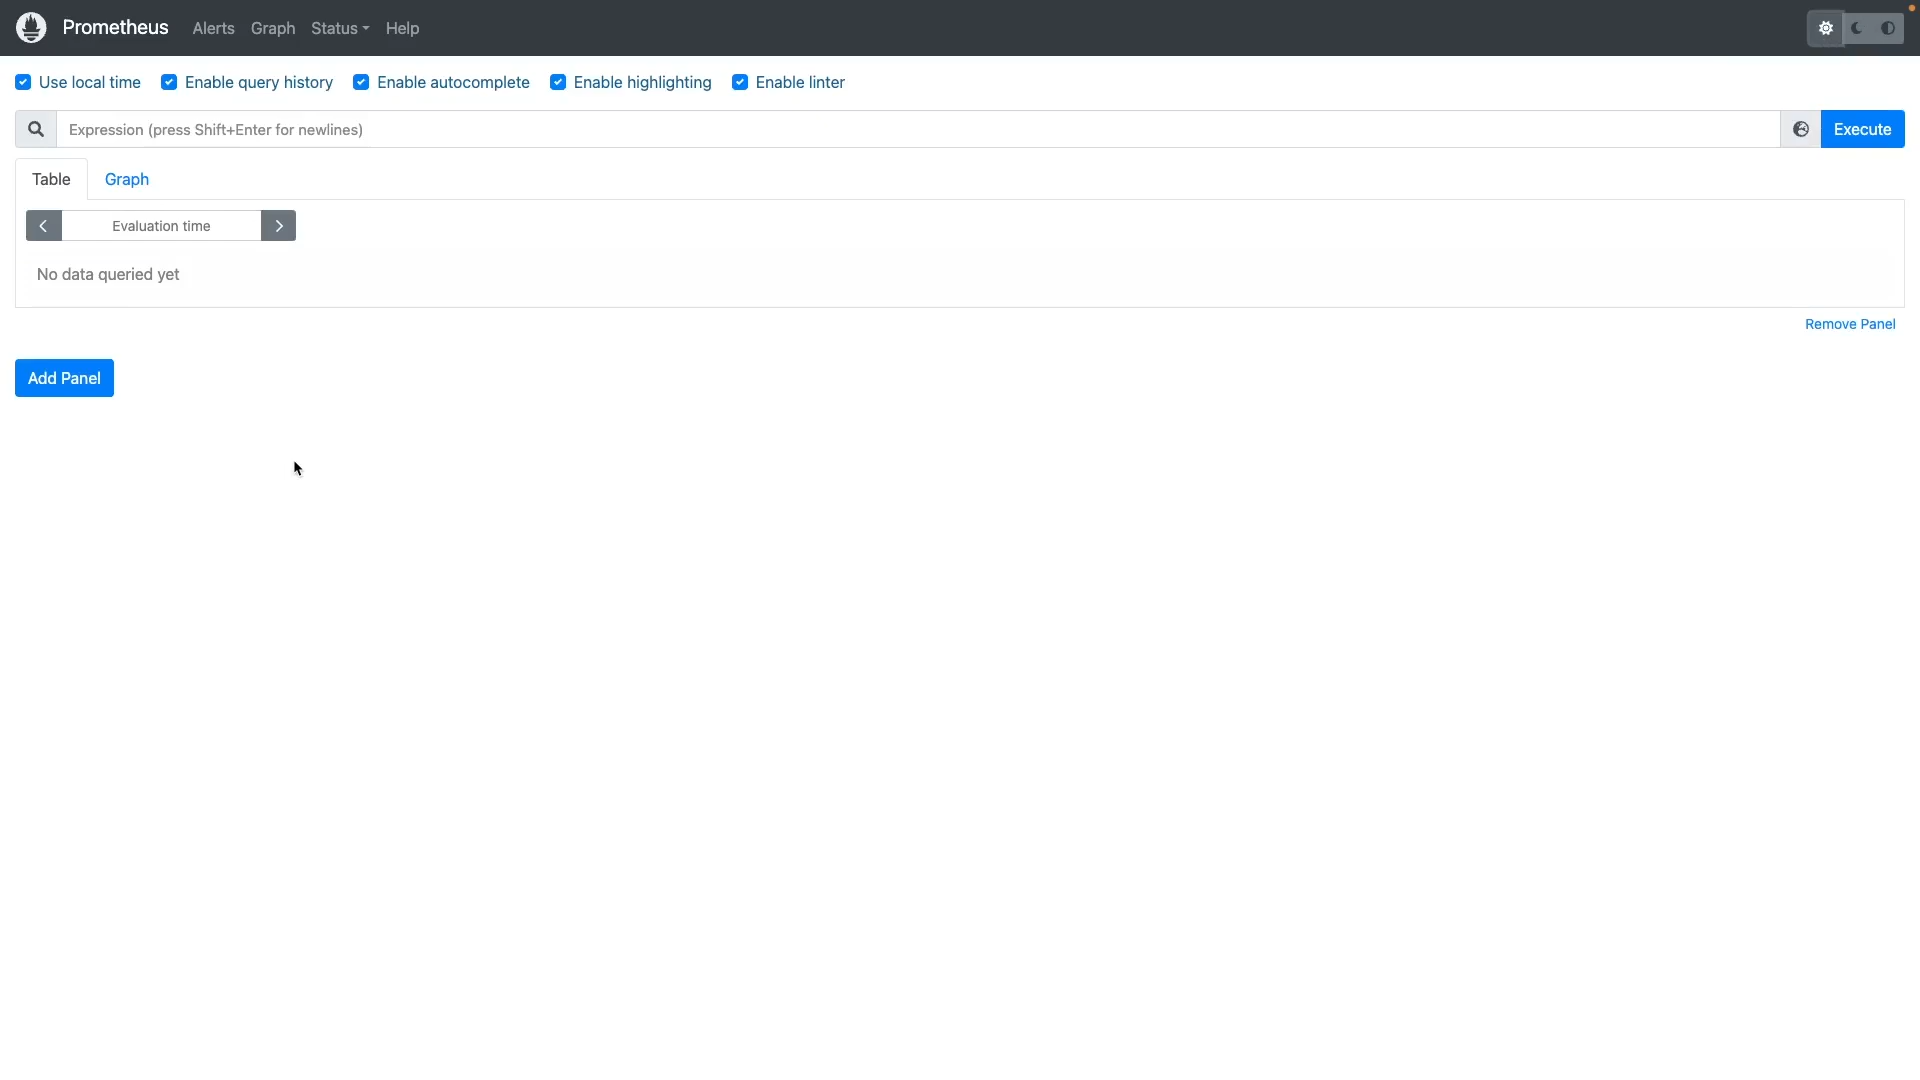 Prometheus Alerts Graph Status Help
Use local time Enable query history Enable autocomplete Enable highlighting Enable linter
Expression (press Shift+Enter for newlines) Execute
Table Graph
Evaluation time
No data queried yet
Remove Panel
Add Panel